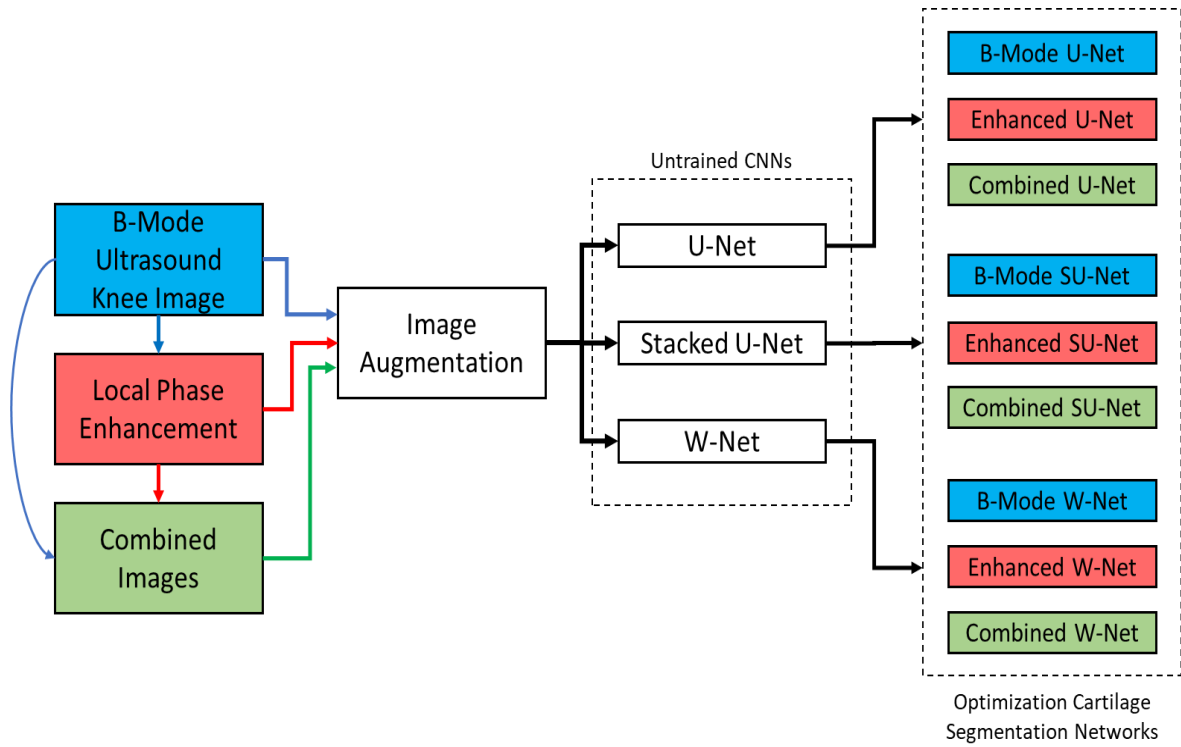 B-Mode
Ultrasound
Knee Image
Local Phase
Enhancement
Combined
Images
Image
Augmentation
Untrained CNNs
U-Net
Stacked U-Net
W-Net
B-Mode U-Net
Enhanced U-Net
Combined U-Net
B-Mode SU-Net
Enhanced SU-Net
Combined SU-Net
B-Mode W-Net
Enhanced W-Net
Combined W-Net
Optimization Cartilage
Segmentation Networks